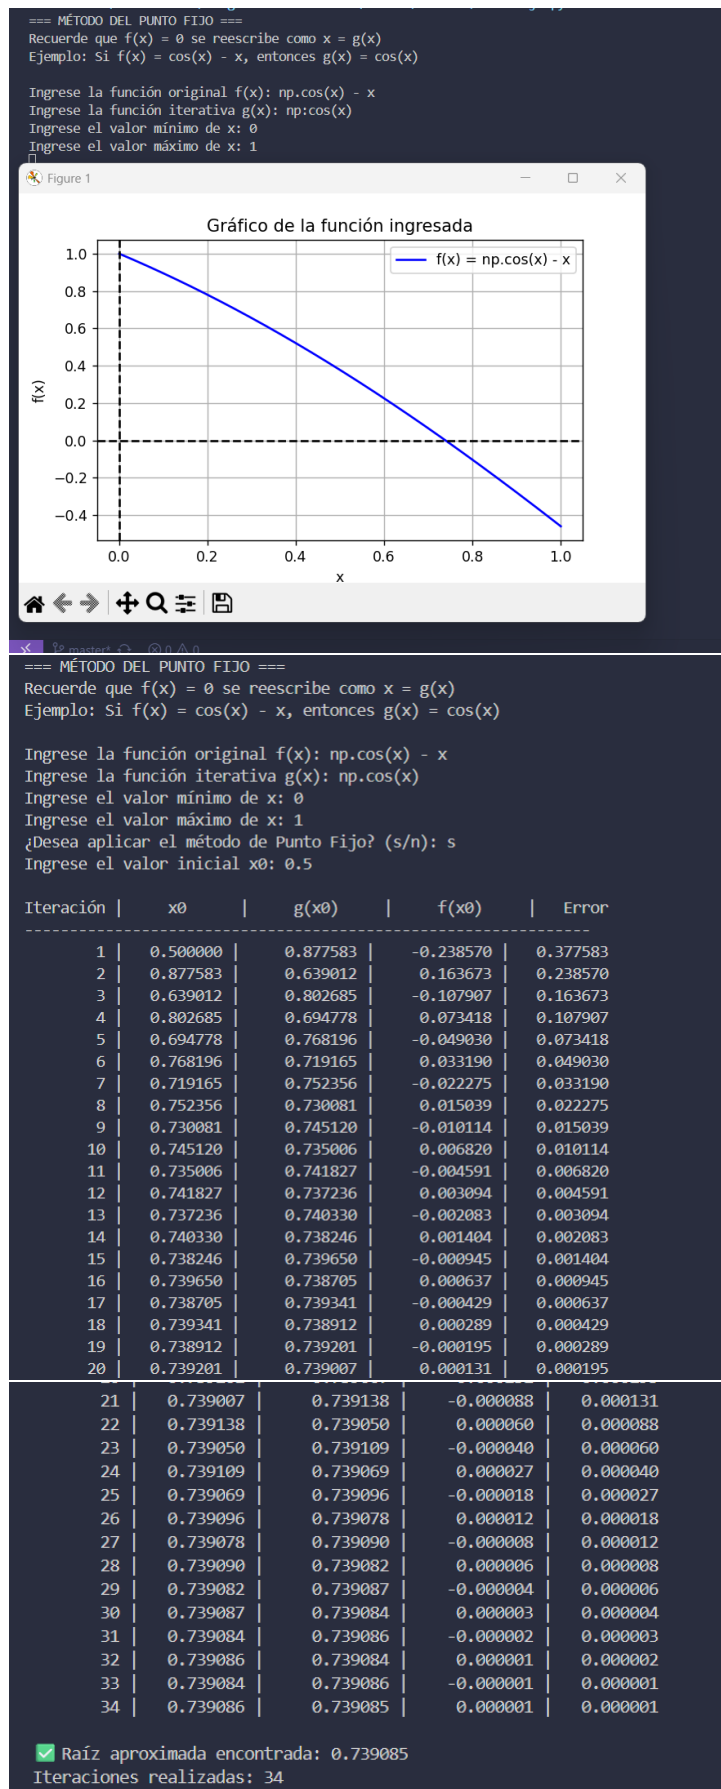 === MÉTODO DEL PUNTO FIJO ===
Recuerde que f(x) = 0 se reescribe como x = g(x)
Ejemplo: Si f(x) = cos(x) - x, entonces g(x) = cos(x)
Ingrese la función original f(x): np.cos(x) - x
Ingrese la función iterativa g(x): np:cos(x)
Ingrese el valor mínimo de x: 0
Ingrese el valor máximo de x: 1
Figure 1
Gráfico de la función ingresada
f(x) = np.cos(x) - x
1.0
0.8
0.6
0.4
0.2
0.0
−0.2
−0.4
f(x)
0.0 0.2 0.4 0.6 0.8 1.0
x
master* 0 0
=== MÉTODO DEL PUNTO FIJO ===
Recuerde que f(x) = 0 se reescribe como x = g(x)
Ejemplo: Si f(x) = cos(x) - x, entonces g(x) = cos(x)
Ingrese la función original f(x): np.cos(x) - x
Ingrese la función iterativa g(x): np.cos(x)
Ingrese el valor mínimo de x: 0
Ingrese el valor máximo de x: 1
¿Desea aplicar el método de Punto Fijo? (s/n): s
Ingrese el valor inicial x0: 0.5
Iteración | x0 | g(x0) | f(x0) | Error
---------------------------------------------------------------
1 | 0.500000 | 0.877583 | -0.238570 | 0.377583
2 | 0.877583 | 0.639012 | 0.163673 | 0.238570
3 | 0.639012 | 0.802685 | -0.107907 | 0.163673
4 | 0.802685 | 0.694778 | 0.073418 | 0.107907
5 | 0.694778 | 0.768196 | -0.049030 | 0.073418
6 | 0.768196 | 0.719165 | 0.033190 | 0.049030
7 | 0.719165 | 0.752356 | -0.022275 | 0.033190
8 | 0.752356 | 0.730081 | 0.015039 | 0.022275
9 | 0.730081 | 0.745120 | -0.010114 | 0.015039
10 | 0.745120 | 0.735006 | 0.006820 | 0.010114
11 | 0.735006 | 0.741827 | -0.004591 | 0.006820
12 | 0.741827 | 0.737236 | 0.003094 | 0.004591
13 | 0.737236 | 0.740330 | -0.002083 | 0.003094
14 | 0.740330 | 0.738246 | 0.001404 | 0.002083
15 | 0.738246 | 0.739650 | -0.000945 | 0.001404
16 | 0.739650 | 0.738705 | 0.000637 | 0.000945
17 | 0.738705 | 0.739341 | -0.000429 | 0.000637
18 | 0.739341 | 0.738912 | 0.000289 | 0.000429
19 | 0.738912 | 0.739201 | -0.000195 | 0.000289
20 | 0.739201 | 0.739007 | 0.000131 | 0.000195
21 | 0.739007 | 0.739138 | -0.000088 | 0.000131
22 | 0.739138 | 0.739050 | 0.000060 | 0.000088
23 | 0.739050 | 0.739109 | -0.000040 | 0.000060
24 | 0.739109 | 0.739069 | 0.000027 | 0.000040
25 | 0.739069 | 0.739096 | -0.000018 | 0.000027
26 | 0.739096 | 0.739078 | 0.000012 | 0.000018
27 | 0.739078 | 0.739090 | -0.000008 | 0.000012
28 | 0.739090 | 0.739082 | 0.000006 | 0.000008
29 | 0.739082 | 0.739087 | -0.000004 | 0.000006
30 | 0.739087 | 0.739084 | 0.000003 | 0.000004
31 | 0.739084 | 0.739086 | -0.000002 | 0.000003
32 | 0.739086 | 0.739084 | 0.000001 | 0.000002
33 | 0.739084 | 0.739086 | -0.000001 | 0.000001
34 | 0.739086 | 0.739085 | 0.000001 | 0.000001
✅ Raíz aproximada encontrada: 0.739085
Iteraciones realizadas: 34